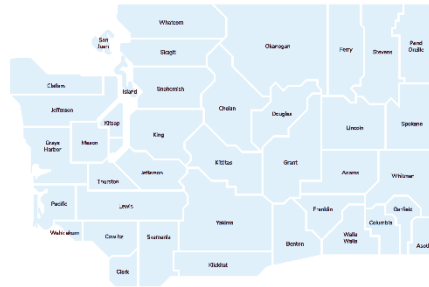 Whatcom
San
Juan
Skagit
Okanogan
Ferry
Stevens
Pend
Oreille
Clallam
Island
Snohomish
Chelan
Jefferson
Kitsap
Douglas
Lincoln
Spokane
Grays
Harbor
Mason
King
Kittitas
Grant
Adams
Whitman
Thurston
Jefferson
Pacific
Lewis
Yakima
Franklin
Garfield
Columbia
Wahkiakum
Cowlitz
Skamania
Benton
Walla
Walla
Asoti
Clark
Klickitat